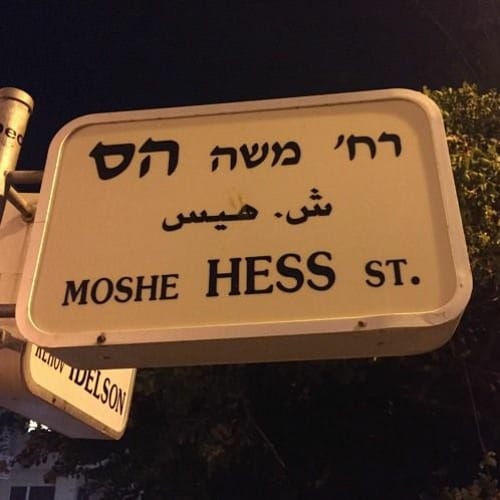 רח' משה הס
ش. هيس
MOSHE HESS ST.
REHOV IDELSON